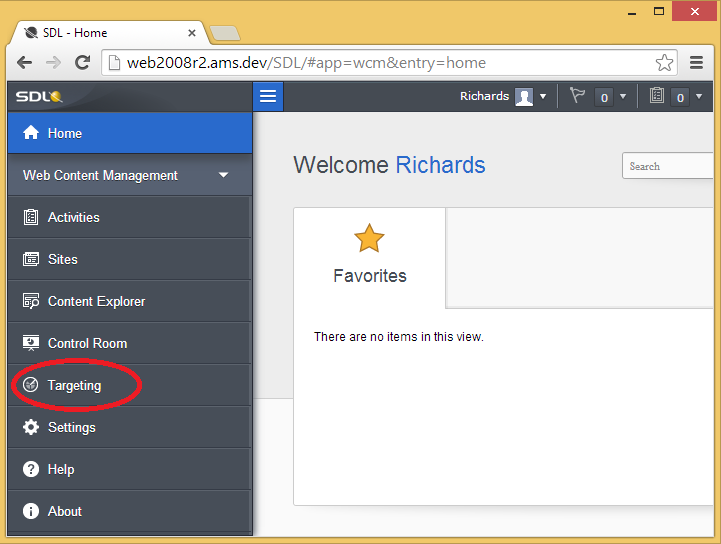 SDL - Home
web2008r2.ams.dev/SDL/#app=wcm&entry=home
SDL
Richards
0
0
Home
Web Content Management
Activities
Sites
Content Explorer
Control Room
Targeting
Settings
Help
About
Welcome Richards
Search
Favorites
There are no items in this view.